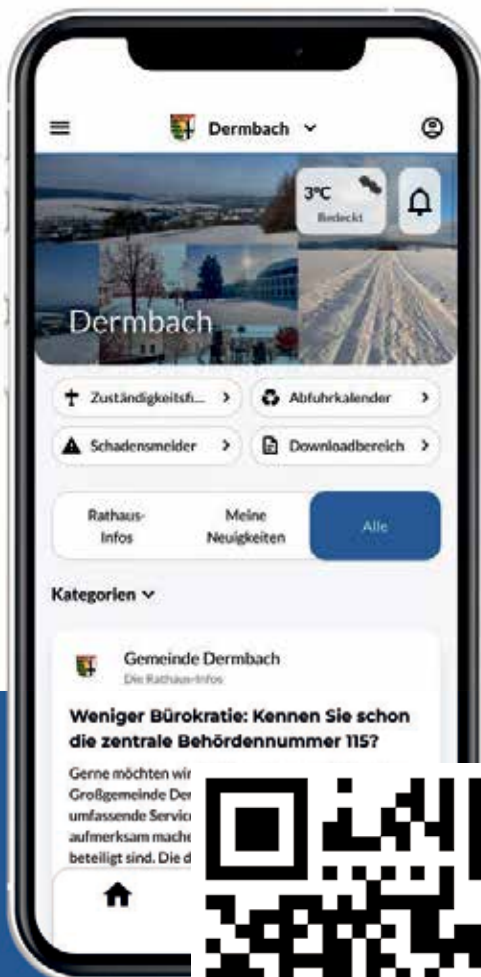 Dermbach
3°C
Bedeckt
Dermbach
Zuständigkeitsfi...
Abfuhrkalender
Schadensmelder
Downloadbereich
Rathaus-
Infos
Meine
Neuigkeiten
Alle
Kategorien
Gemeinde Dermbach
Die Rathaus-Infos
Weniger Bürokratie: Kennen Sie schon
die zentrale Behördennummer 115?
Gerne möchten wir
Großgemeinde Der
umfassende Servic
aufmerksam mache
beteiligt sind. Die d